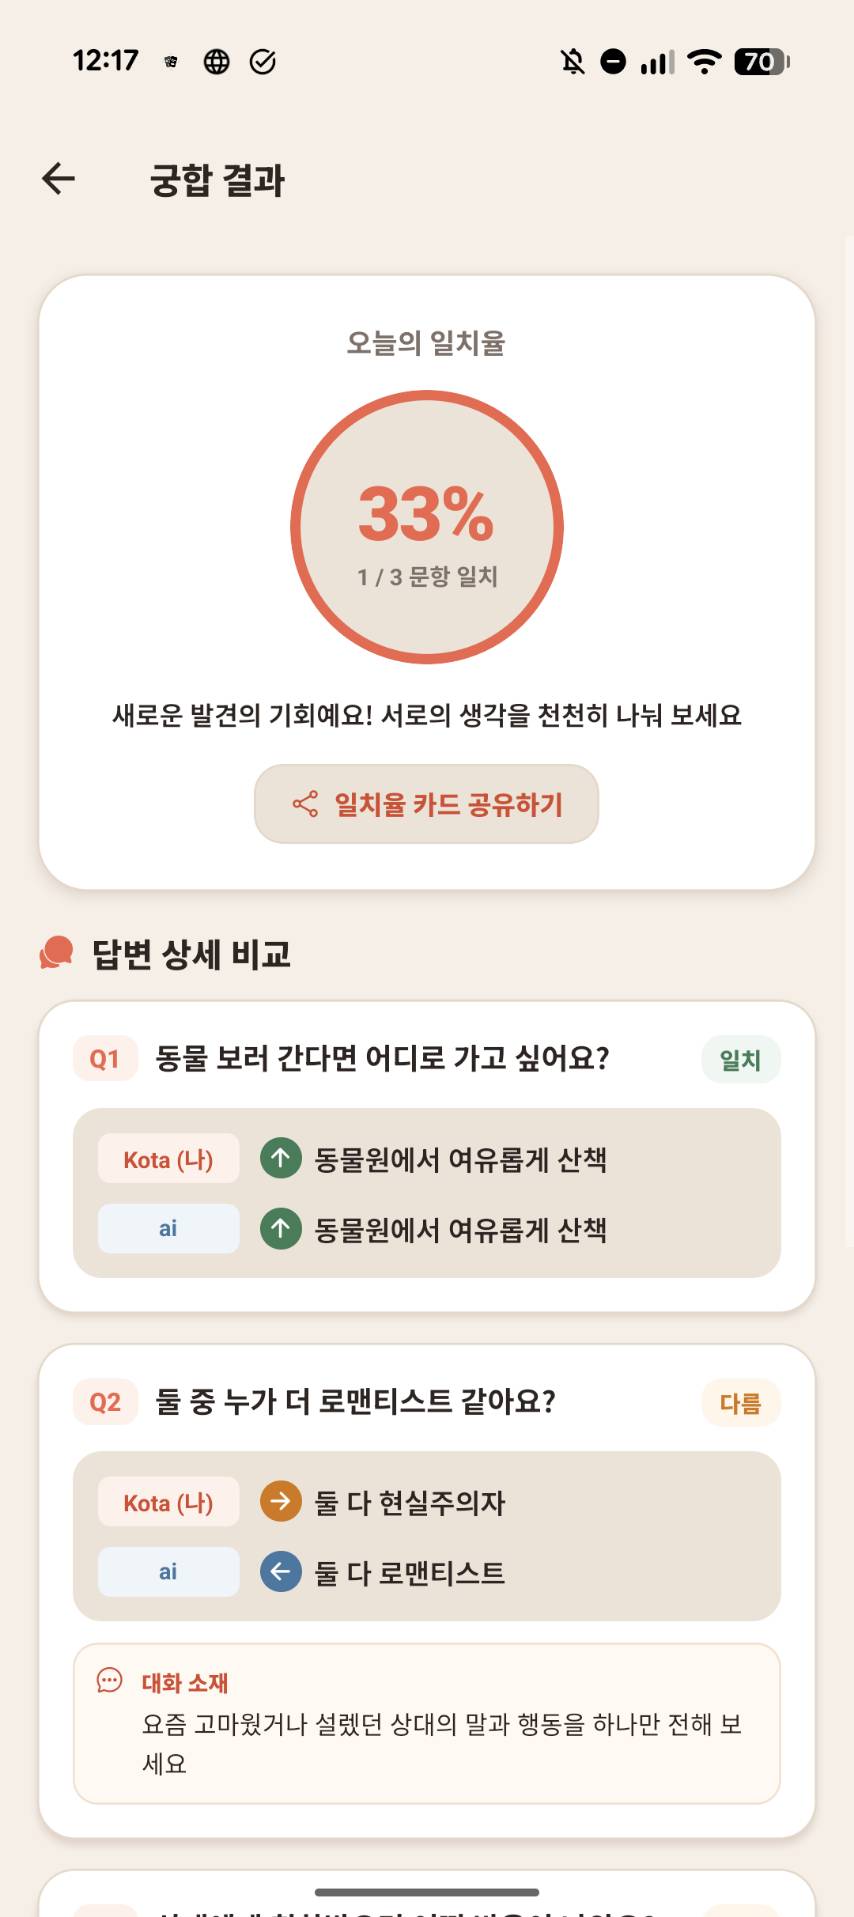 12:17
70
궁합 결과
오늘의 일치율
33%
1 / 3 문항 일치
새로운 발견의 기회예요! 서로의 생각을 천천히 나눠 보세요
일치율 카드 공유하기
답변 상세 비교
Q1 동물 보러 간다면 어디로 가고 싶어요? 일치
Kota (나) 동물원에서 여유롭게 산책
ai 동물원에서 여유롭게 산책
Q2 둘 중 누가 더 로맨티스트 같아요? 다름
Kota (나) 둘 다 현실주의자
ai 둘 다 로맨티스트
대화 소재
요즘 고마웠거나 설렜던 상대의 말과 행동을 하나만 전해 보
세요